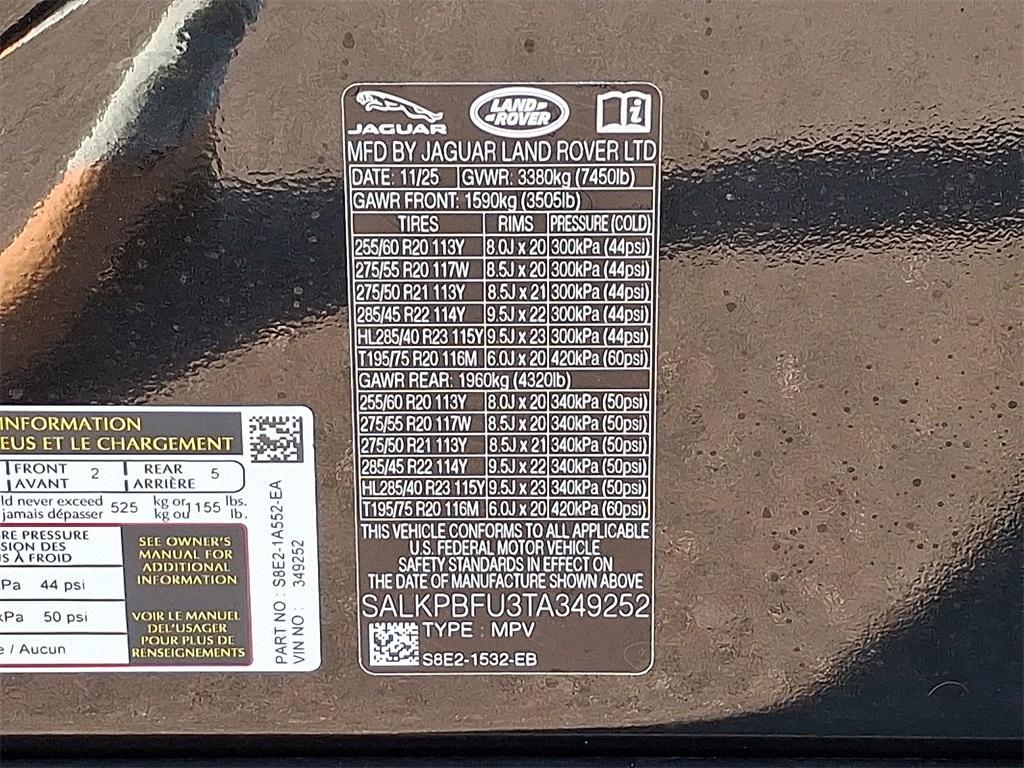 JAGUAR
LAND ROVER
MFD BY JAGUAR LAND ROVER LTD
DATE: 11/25 GVWR: 3380kg (7450lb)
GAWR FRONT: 1590kg (3505lb)
TIRES RIMS PRESSURE (COLD)
255/60 R20 113Y 8.0J x 20 300kPa (44psi)
275/55 R20 117W 8.5J x 20 300kPa (44psi)
275/50 R21 113Y 8.5J x 21 300kPa (44psi)
285/45 R22 114Y 9.5J x 22 300kPa (44psi)
HL285/40 R23 115Y 9.5J x 23 300kPa (44psi)
T195/75 R20 116M 6.0J x 20 420kPa (60psi)
GAWR REAR: 1960kg (4320lb)
255/60 R20 113Y 8.0J x 20 340kPa (50psi)
275/55 R20 117W 8.5J x 20 340kPa (50psi)
275/50 R21 113Y 8.5J x 21 340kPa (50psi)
285/45 R22 114Y 9.5J x 22 340kPa (50psi)
HL285/40 R23 115Y 9.5J x 23 340kPa (50psi)
T195/75 R20 116M 6.0J x 20 420kPa (60psi)
THIS VEHICLE CONFORMS TO ALL APPLICABLE
U.S. FEDERAL MOTOR VEHICLE
SAFETY STANDARDS IN EFFECT ON
THE DATE OF MANUFACTURE SHOWN ABOVE
SALKPBFU3TA349252
TYPE : MPV
S8E2-1532-EB
INFORMATION
EUS ET LE CHARGEMENT
FRONT 2 REAR 5
AVANT ARRIÈRE
ld never exceed 525 kg or 1155 lbs.
jamais dépasser kg ou lb.
RE PRESSURE
SION DES
S À FROID
kPa 44 psi
kPa 50 psi
e / Aucun
SEE OWNER'S
MANUAL FOR
ADDITIONAL
INFORMATION
VOIR LE MANUEL
DE L'USAGER
POUR PLUS DE
RENSEIGNEMENTS
PART NO : S8E2-1A552-EA
VIN NO : 349252